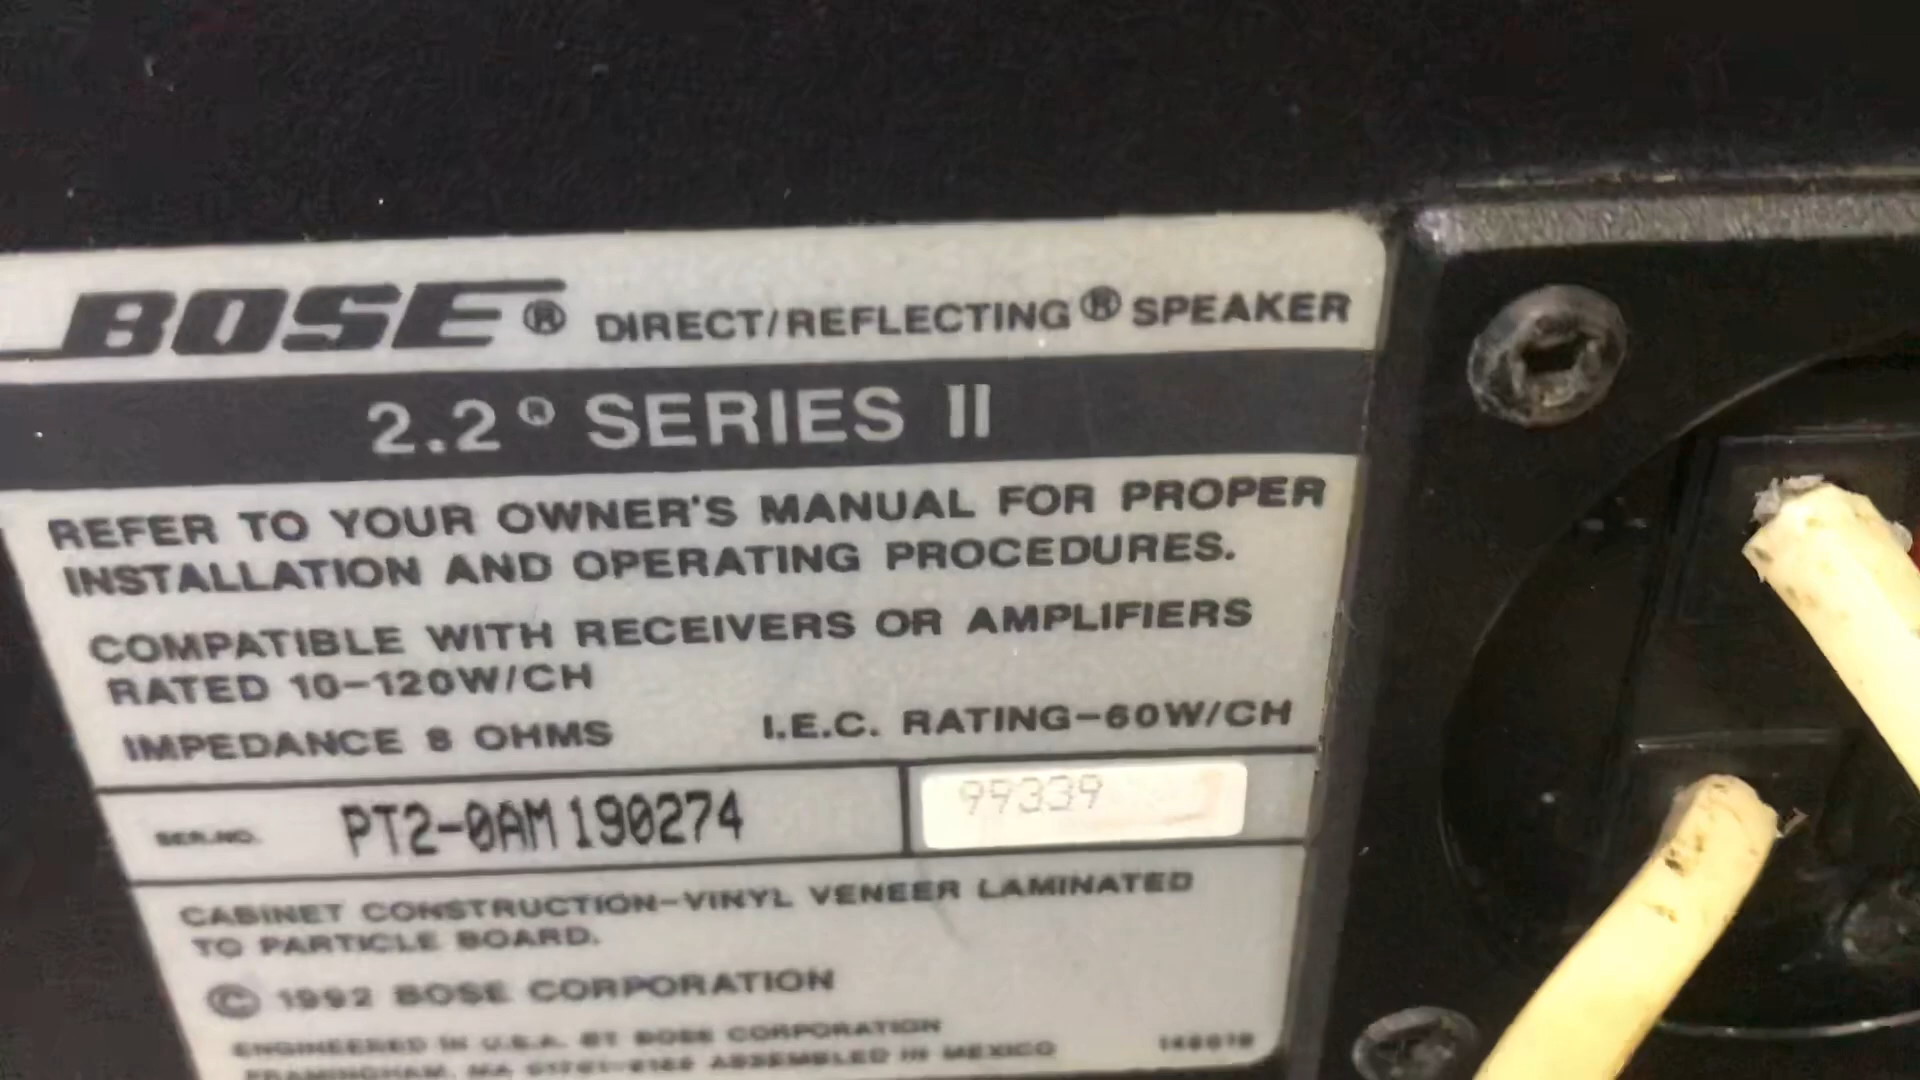 BOSE® DIRECT/REFLECTING® SPEAKER
2.2® SERIES II
REFER TO YOUR OWNER'S MANUAL FOR PROPER
INSTALLATION AND OPERATING PROCEDURES.
COMPATIBLE WITH RECEIVERS OR AMPLIFIERS
RATED 10-120W/CH
IMPEDANCE 8 OHMS I.E.C. RATING-60W/CH
SER.NO. PT2-0AM190274 99339
CABINET CONSTRUCTION-VINYL VENEER LAMINATED
TO PARTICLE BOARD.
© 1992 BOSE CORPORATION
ENGINEERED IN U.S.A. BY BOSE CORPORATION
FRAMINGHAM, MA ASSEMBLED IN MEXICO